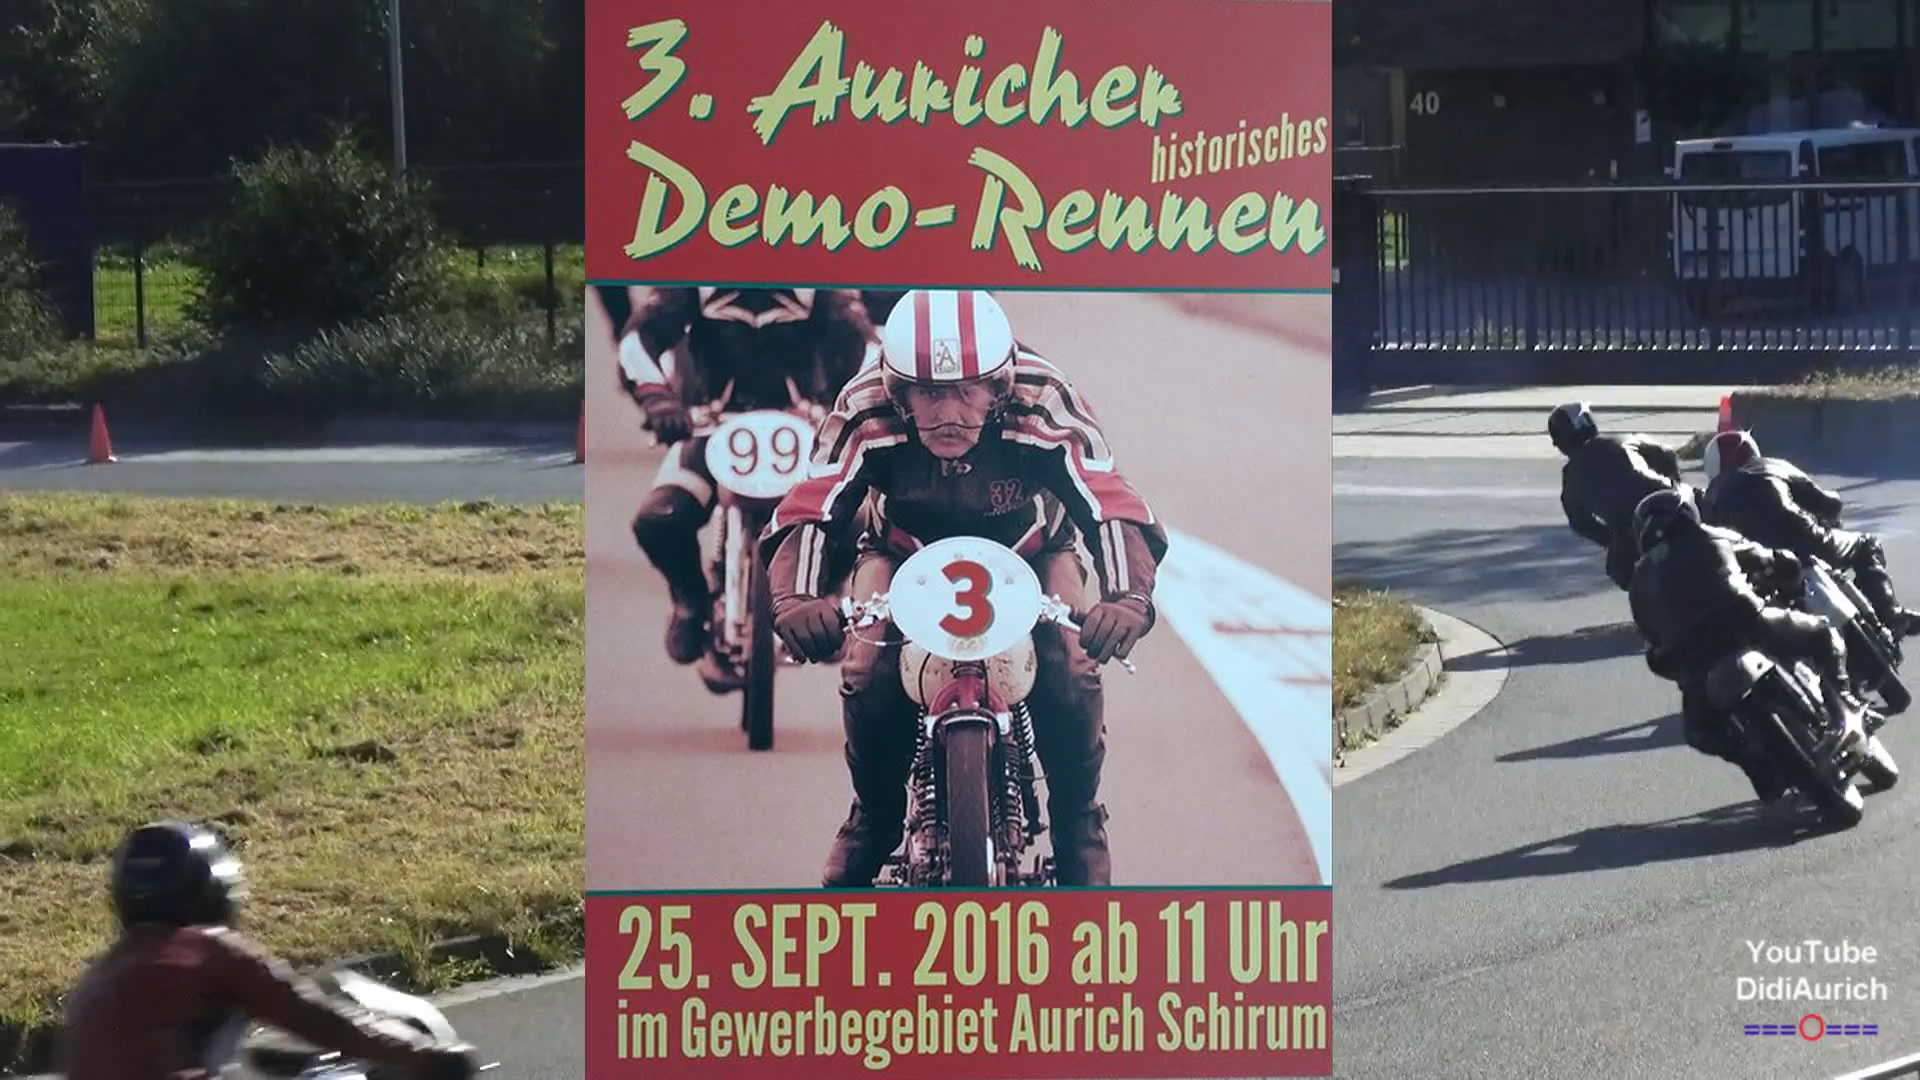 3. Auricher
historisches
Demo-Rennen
99
A
32
3
25. SEPT. 2016 ab 11 Uhr
im Gewerbegebiet Aurich Schirum
40
YouTube
DidiAurich
===O===